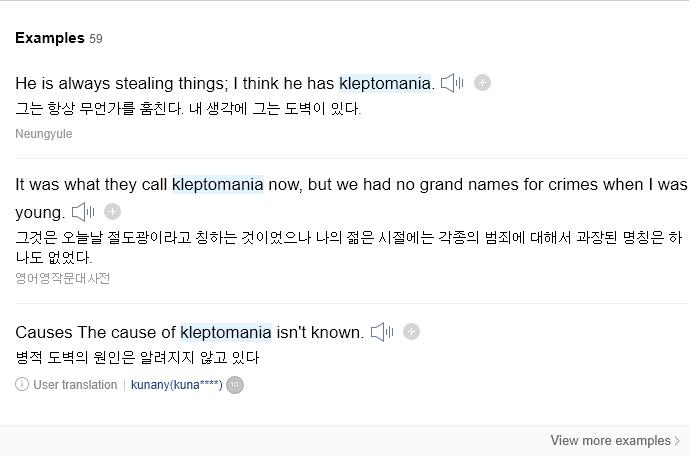 Examples 59
He is always stealing things; I think he has kleptomania.
그는 항상 무언가를 훔친다. 내 생각에 그는 도벽이 있다.
Neungyule
It was what they call kleptomania now, but we had no grand names for crimes when I was
young.
그것은 오늘날 절도광이라고 칭하는 것이었으나 나의 젊은 시절에는 각종의 범죄에 대해서 과장된 명칭은 하
나도 없었다.
영어영작문대사전
Causes The cause of kleptomania isn't known.
병적 도벽의 원인은 알려지지 않고 있다
User translation | kunany(kuna****) 10
View more examples >